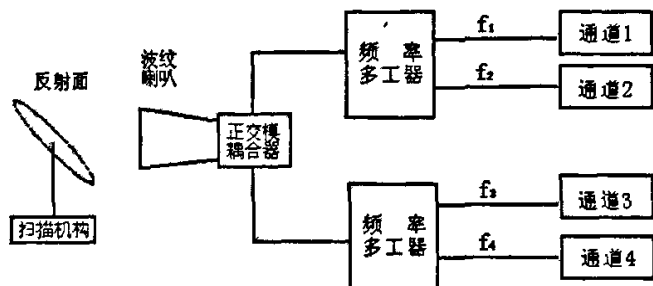 反射面
扫描机构
波纹
喇叭
正交模
耦合器
频率
多工器
f₁
f₂
通道1
通道2
频率
多工器
f₃
f₄
通道3
通道4